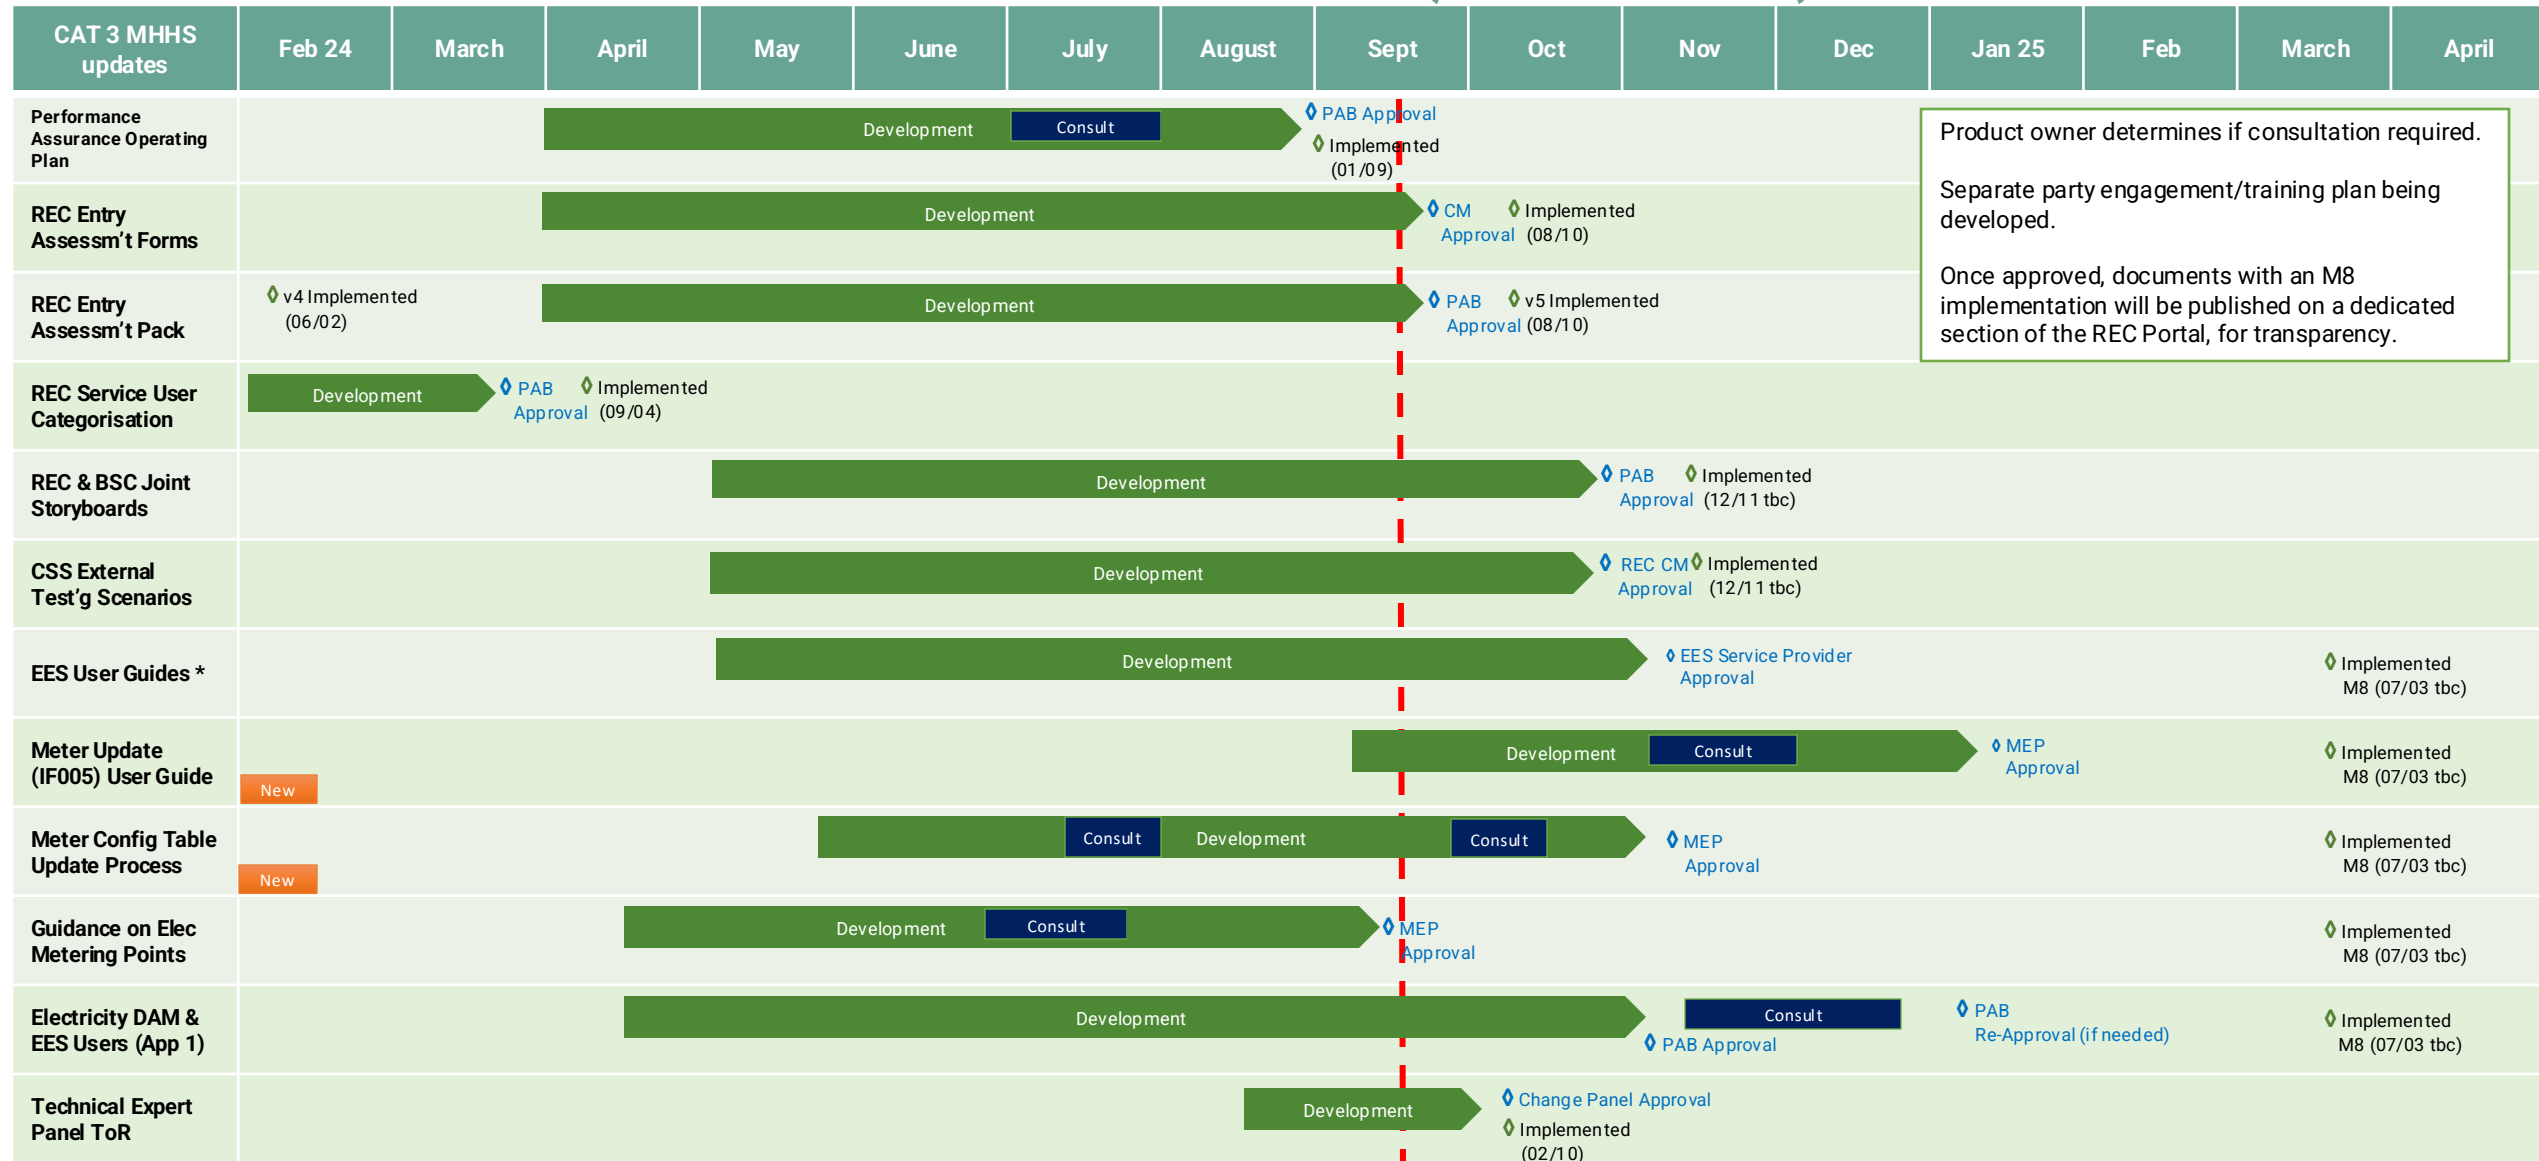 CAT 3 MHHS
updates
Feb 24
March
April
May
June
July
August
Sept
Oct
Nov
Dec
Jan 25
Feb
March
April
Performance
Assurance Operating
Plan
Development
Consult
PAB Approval
Implemented
(01/09)
Product owner determines if consultation required.
Separate party engagement/training plan being
developed.
Once approved, documents with an M8
implementation will be published on a dedicated
section of the REC Portal, for transparency.
REC Entry
Assessm't Forms
Development
CM
Approval
Implemented
(08/10)
REC Entry
Assessm't Pack
v4 Implemented
(06/02)
Development
PAB
Approval
v5 Implemented
(08/10)
REC Service User
Categorisation
Development
PAB
Approval
Implemented
(09/04)
REC & BSC Joint
Storyboards
Development
PAB
Approval
Implemented
(12/11 tbc)
CSS External
Test'g Scenarios
Development
REC CM
Approval
Implemented
(12/11 tbc)
EES User Guides *
Development
EES Service Provider
Approval
Implemented
M8 (07/03 tbc)
Meter Update
(IF005) User Guide
New
Development
Consult
MEP
Approval
Implemented
M8 (07/03 tbc)
Meter Config Table
Update Process
New
Consult
Development
Consult
MEP
Approval
Implemented
M8 (07/03 tbc)
Guidance on Elec
Metering Points
Development
Consult
MEP
Approval
Implemented
M8 (07/03 tbc)
Electricity DAM &
EES Users (App 1)
Development
PAB Approval
Consult
PAB
Re-Approval (if needed)
Implemented
M8 (07/03 tbc)
Technical Expert
Panel ToR
Development
Change Panel Approval
Implemented
(02/10)